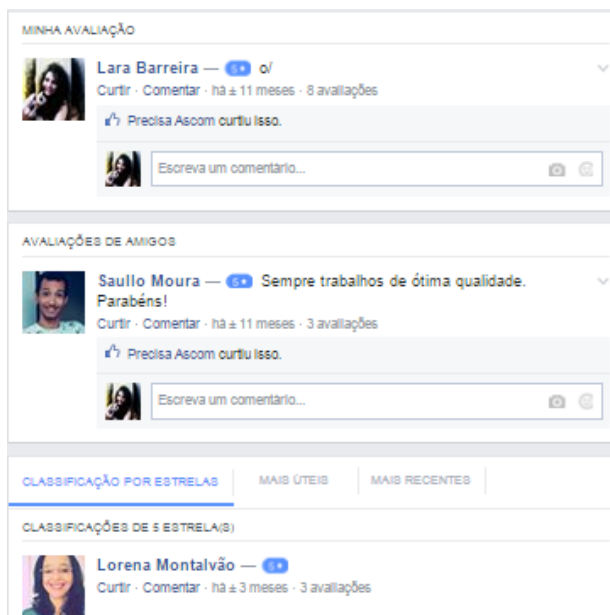 MINHA AVALIAÇÃO
Lara Barreira — 5★ o/
Curtir · Comentar · há ± 11 meses · 8 avaliações
Precisa Ascom curtiu isso.
Escreva um comentário...
AVALIAÇÕES DE AMIGOS
Saullo Moura — 5★ Sempre trabalhos de ótima qualidade.
Parabéns!
Curtir · Comentar · há ± 11 meses · 3 avaliações
Precisa Ascom curtiu isso.
Escreva um comentário...
CLASSIFICAÇÃO POR ESTRELAS MAIS ÚTEIS MAIS RECENTES
CLASSIFICAÇÕES DE 5 ESTRELA(S)
Lorena Montalvão — 5★
Curtir · Comentar · há ± 3 meses · 3 avaliações